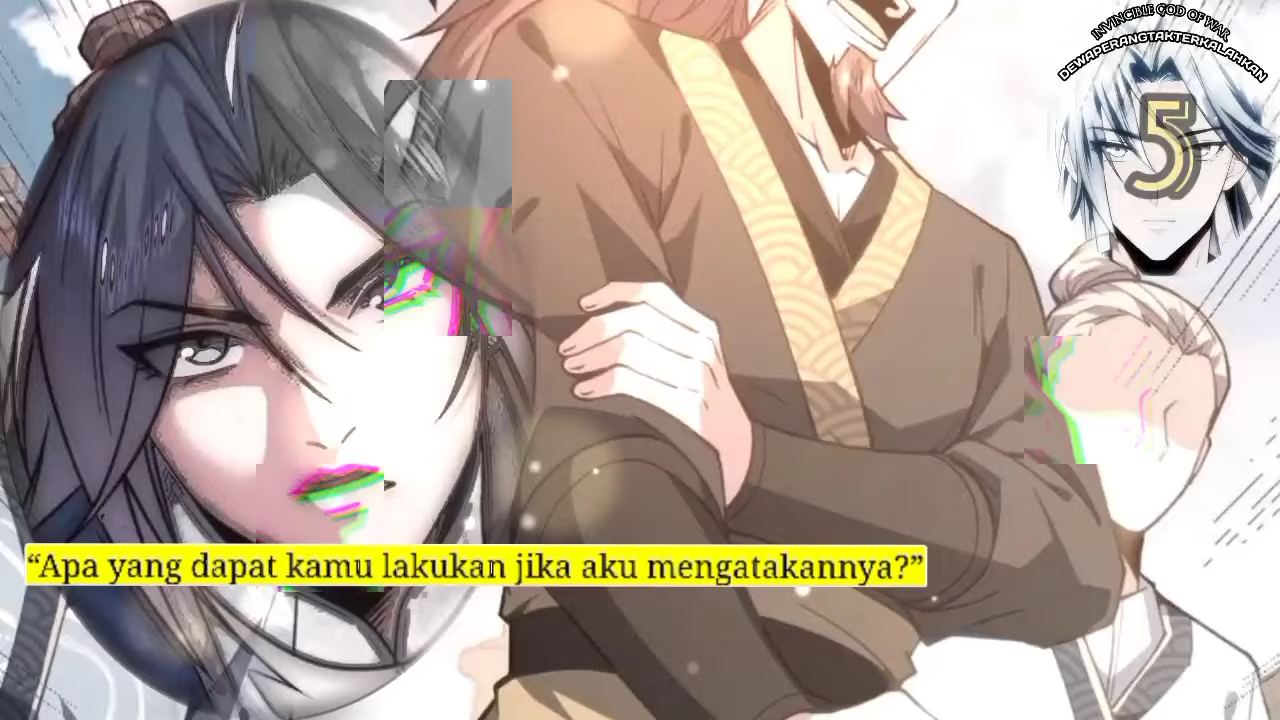 INVINCIBLE GOD OF WAR
DEWAPERANGTAKTERKALAHKAN
5
“Apa yang dapat kamu lakukan jika aku mengatakannya?”